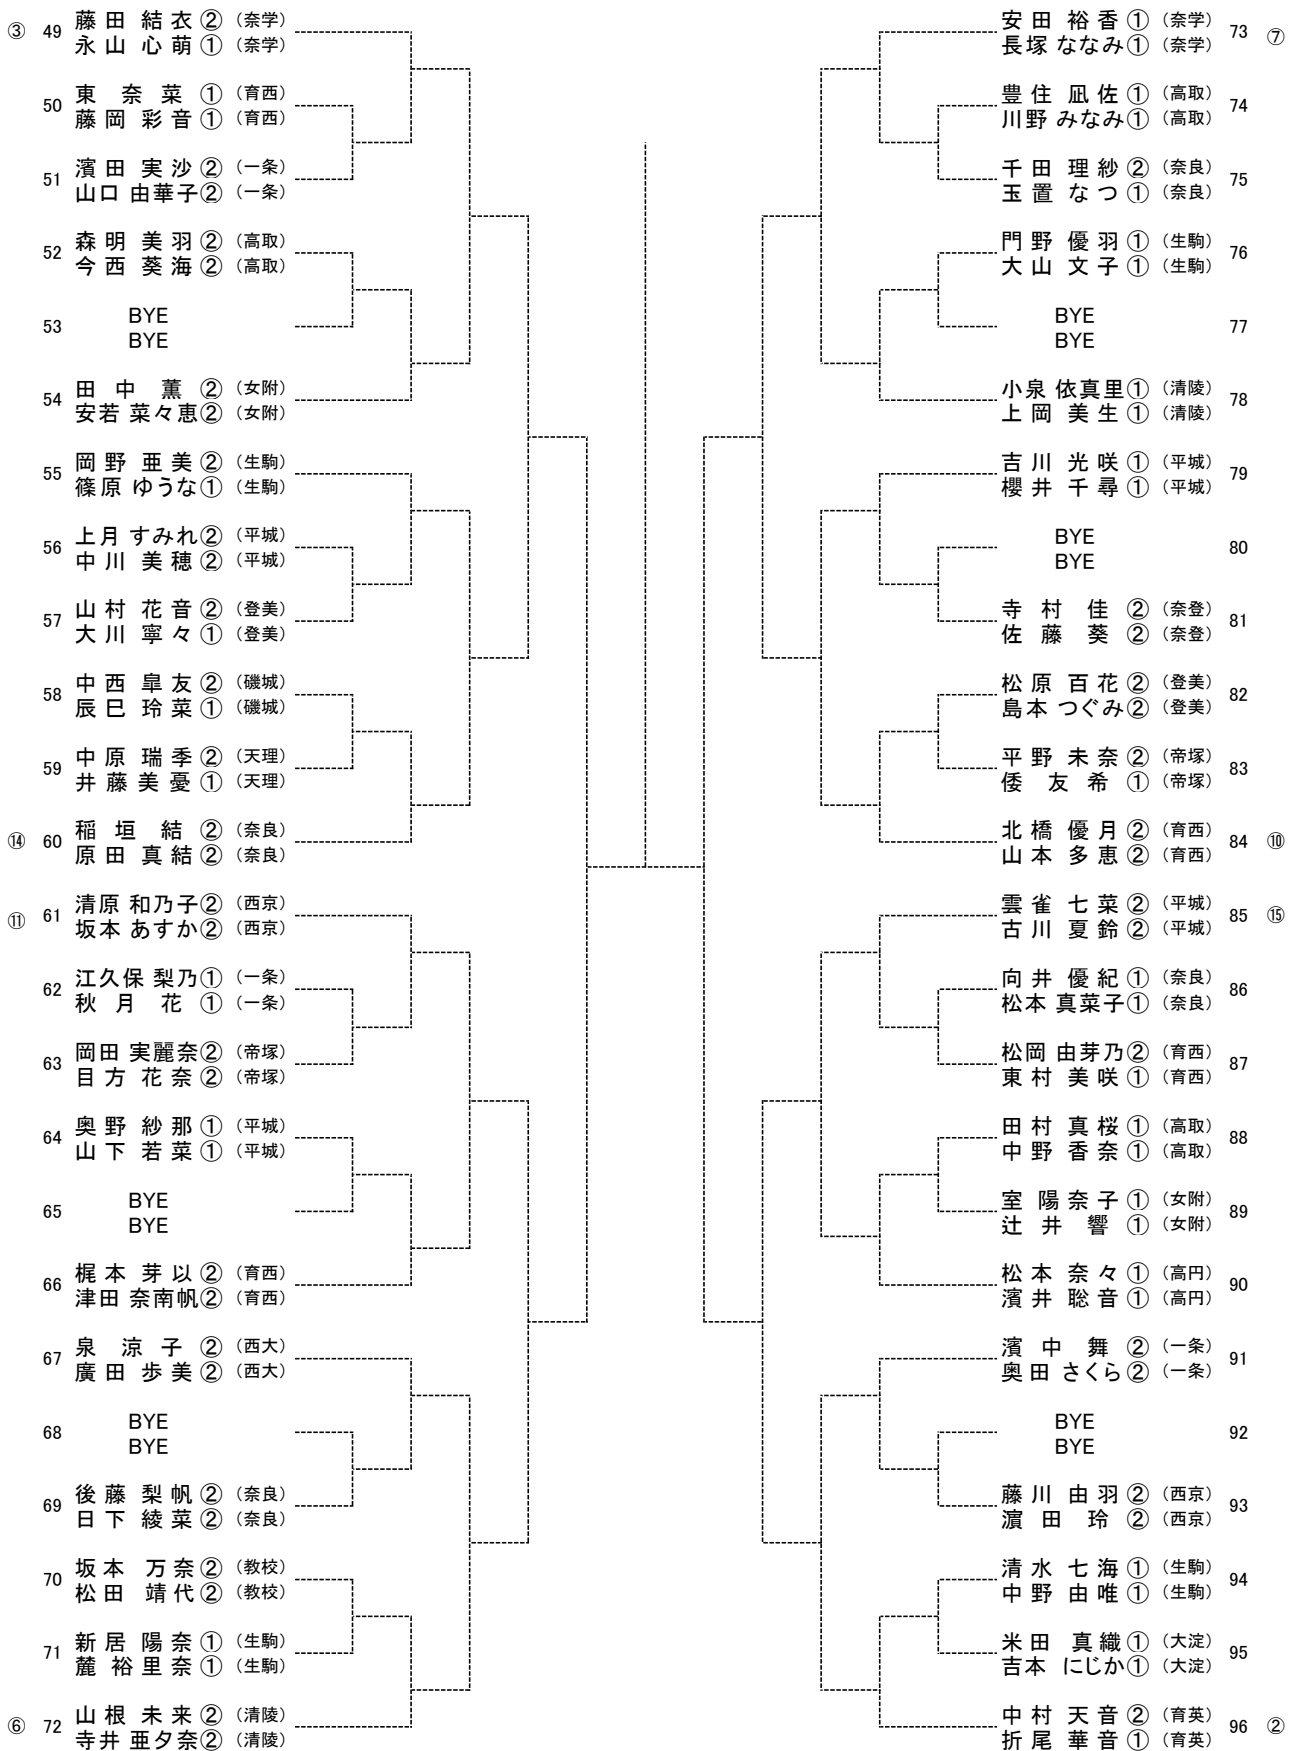 ③ 49 藤田 結衣② (奈学)
永山 心萌① (奈学)
50 東 奈菜 ① (育西)
藤岡 彩音① (育西)
51 濱田 実沙② (一条)
山口 由華子② (一条)
52 森明 美羽② (高取)
今西 葵海② (高取)
53 BYE
BYE
54 田中 薫 ② (女附)
安若 菜々恵② (女附)
55 岡野 亜美② (生駒)
篠原 ゆうな① (生駒)
56 上月 すみれ② (平城)
中川 美穂② (平城)
57 山村 花音② (登美)
大川 寧々① (登美)
58 中西 皐友② (磯城)
辰巳 玲菜① (磯城)
59 中原 瑞季② (天理)
井藤美憂① (天理)
⑭ 60 稲垣 結 ② (奈良)
原田 真結② (奈良)
⑪ 61 清原 和乃子② (西京)
坂本 あすか② (西京)
62 江久保 梨乃① (一条)
秋月 花 ① (一条)
63 岡田 実麗奈② (帝塚)
目方 花奈② (帝塚)
64 奥野 紗那① (平城)
山下 若菜① (平城)
65 BYE
BYE
66 梶本 芽以② (育西)
津田 奈南帆② (育西)
67 泉 涼子 ② (西大)
廣田 歩美② (西大)
68 BYE
BYE
69 後藤 梨帆② (奈良)
日下 綾菜② (奈良)
70 坂本 万奈② (教校)
松田 靖代② (教校)
71 新居 陽奈① (生駒)
麓 裕里奈① (生駒)
⑥ 72 山根 未来② (清陵)
寺井 亜夕奈② (清陵)
安田 裕香① (奈学) 73 ⑦
長塚 ななみ① (奈学)
豊住 凪佐① (高取) 74
川野 みなみ① (高取)
千田 理紗② (奈良) 75
玉置 なつ① (奈良)
門野 優羽① (生駒) 76
大山 文子① (生駒)
BYE 77
BYE
小泉 依真里① (清陵) 78
上岡 美生① (清陵)
吉川 光咲① (平城) 79
櫻井 千尋① (平城)
BYE 80
BYE
寺村 佳 ② (奈登) 81
佐藤 葵 ② (奈登)
松原 百花② (登美) 82
島本 つぐみ② (登美)
平野 未奈② (帝塚) 83
倭 友希 ① (帝塚)
北橋 優月② (育西) 84 ⑩
山本 多恵② (育西)
雲雀 七菜② (平城) 85 ⑮
古川 夏鈴② (平城)
向井 優紀① (奈良) 86
松本 真菜子① (奈良)
松岡 由芽乃② (育西) 87
東村 美咲① (育西)
田村 真桜① (高取) 88
中野 香奈① (高取)
室 陽奈子① (女附) 89
辻井 響 ① (女附)
松本 奈々① (高円) 90
濱井 聡音① (高円)
濱中 舞 ② (一条) 91
奥田 さくら② (一条)
BYE 92
BYE
藤川 由羽② (西京) 93
濵田 玲 ② (西京)
清水 七海① (生駒) 94
中野 由唯① (生駒)
米田 真織① (大淀) 95
吉本 にじか① (大淀)
中村 天音② (育英) 96 ②
折尾 華音① (育英)